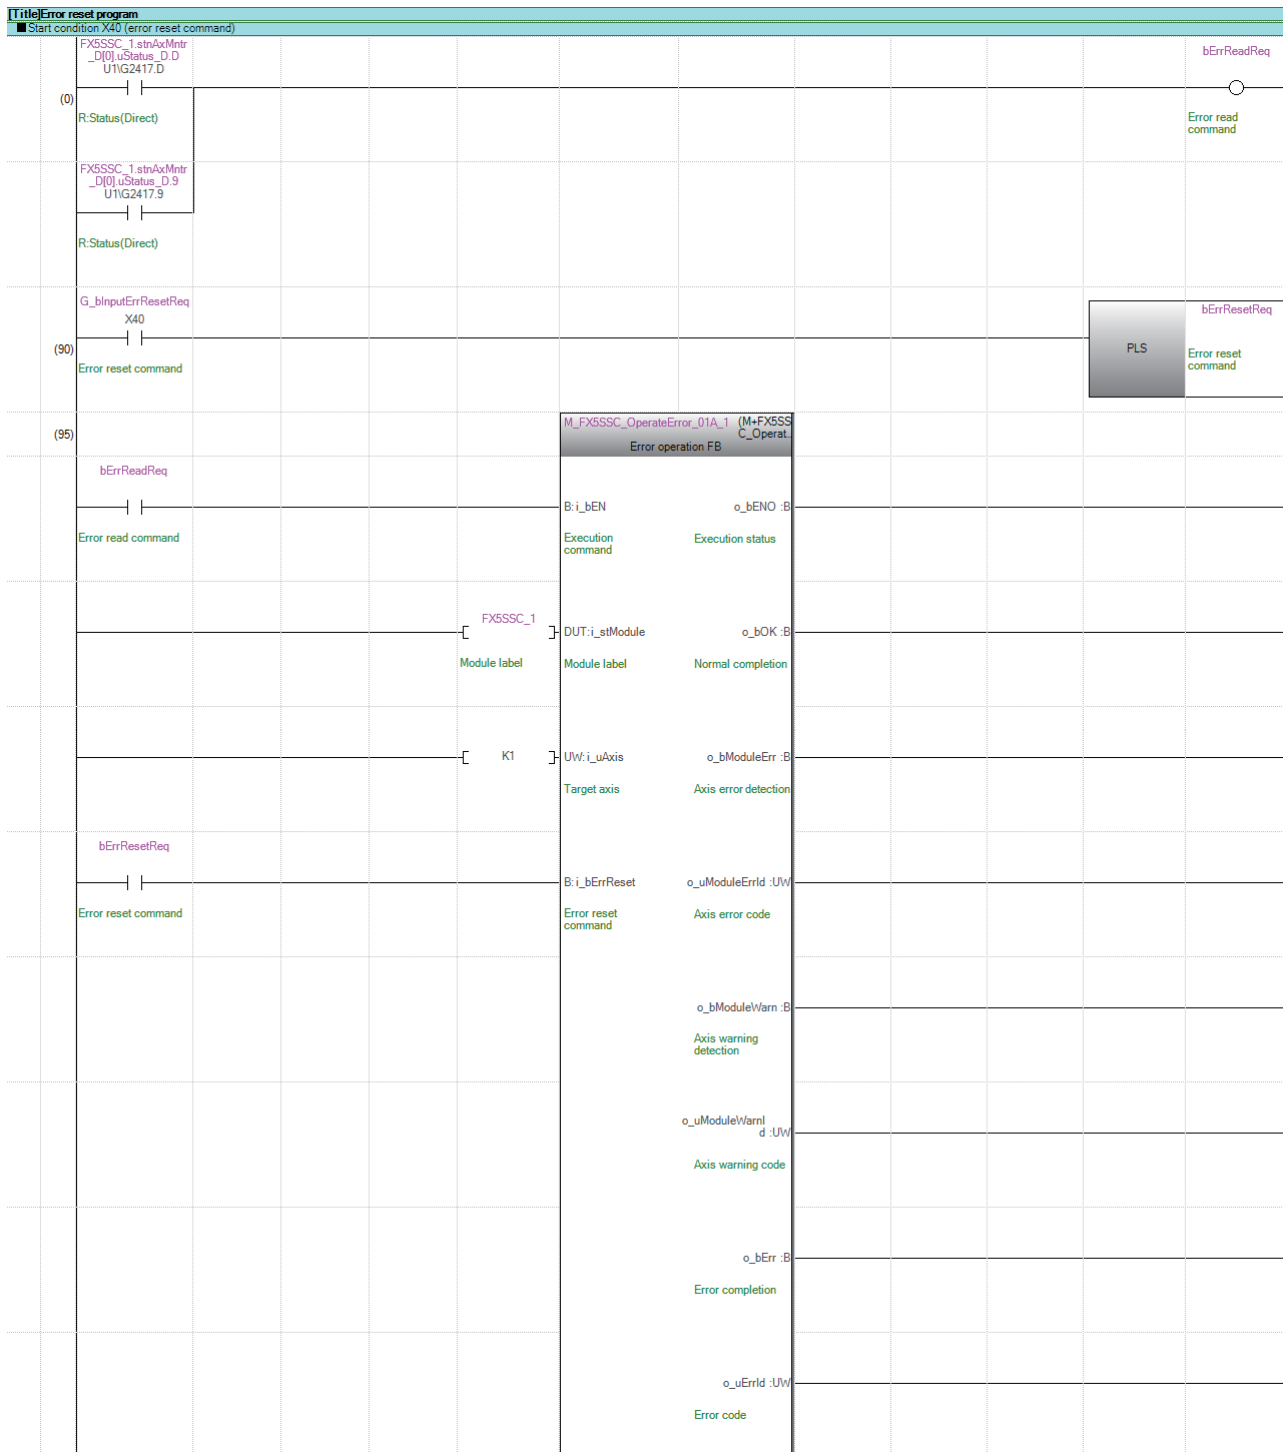 [Title]Error reset program
■Start condition X40 (error reset command)
FX5SSC_1.stnAxMntr
_D[0].uStatus_D.D
U1\G2417.D
bErrReadReq
(0)
R:Status(Direct)
Error read
command
FX5SSC_1.stnAxMntr
_D[0].uStatus_D.9
U1\G2417.9
R:Status(Direct)
G_bInputErrResetReq
X40
bErrResetReq
(90)
PLS
Error reset command
Error reset
command
(95)
M_FX5SSC_OperateError_01A_1 (M+FX5SS
C_Operat..
Error operation FB
bErrReadReq
B:i_bEN o_bENO :B
Error read command
Execution
command
Execution status
FX5SSC_1
DUT:i_stModule o_bOK :B
Module label
Module label
Normal completion
K1
UW:i_uAxis o_bModuleErr :B
Target axis
Axis error detection
bErrResetReq
B:i_bErrReset o_uModuleErrId :UW
Error reset command
Error reset
command
Axis error code
o_bModuleWarn :B
Axis warning
detection
o_uModuleWarnI
d :UW
Axis warning code
o_bErr :B
Error completion
o_uErrId :UW
Error code